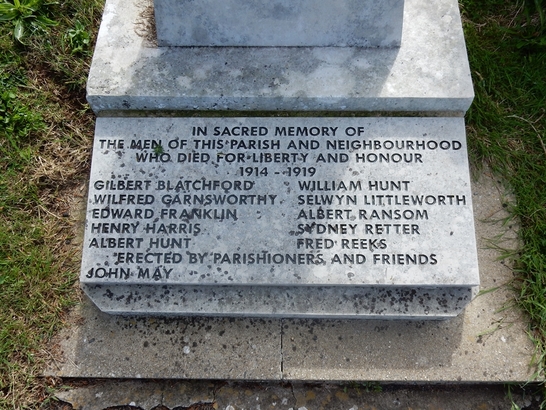 IN SACRED MEMORY OF
THE MEN OF THIS PARISH AND NEIGHBOURHOOD
WHO DIED FOR LIBERTY AND HONOUR
1914 - 1919
GILBERT BLATCHFORD WILLIAM HUNT
WILFRED GARNSWORTHY SELWYN LITTLEWORTH
EDWARD FRANKLIN ALBERT RANSOM
HENRY HARRIS SYDNEY RETTER
ALBERT HUNT FRED REEKS
ERECTED BY PARISHIONERS AND FRIENDS
JOHN MAY